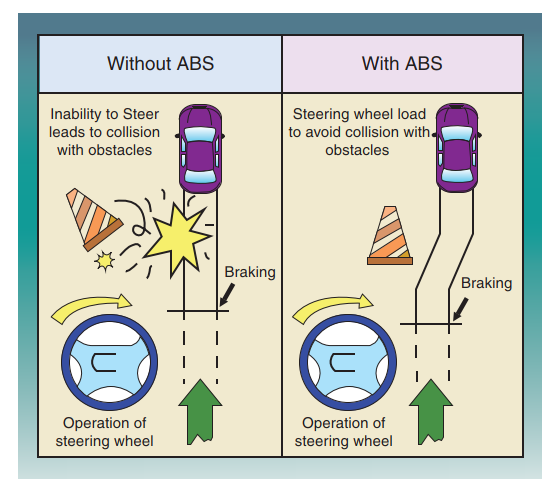 Without ABS
With ABS
Inability to Steer
leads to collision
with obstacles
Braking
Operation of
steering wheel
Steering wheel load
to avoid collision with
obstacles
Braking
Operation of
steering wheel